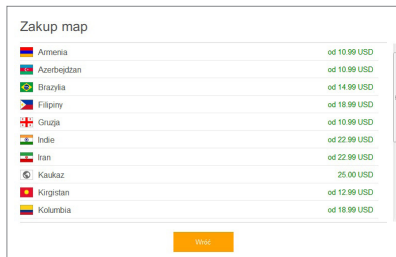 Zakup map
Armenia od 10.99 USD
Azerbejdżan od 10.99 USD
Brazylia od 14.99 USD
Filipiny od 18.99 USD
Gruzja od 10.99 USD
Indie od 22.99 USD
Iran od 22.99 USD
Kaukaz 25.00 USD
Kirgistan od 12.99 USD
Kolumbia od 18.99 USD
Wróć